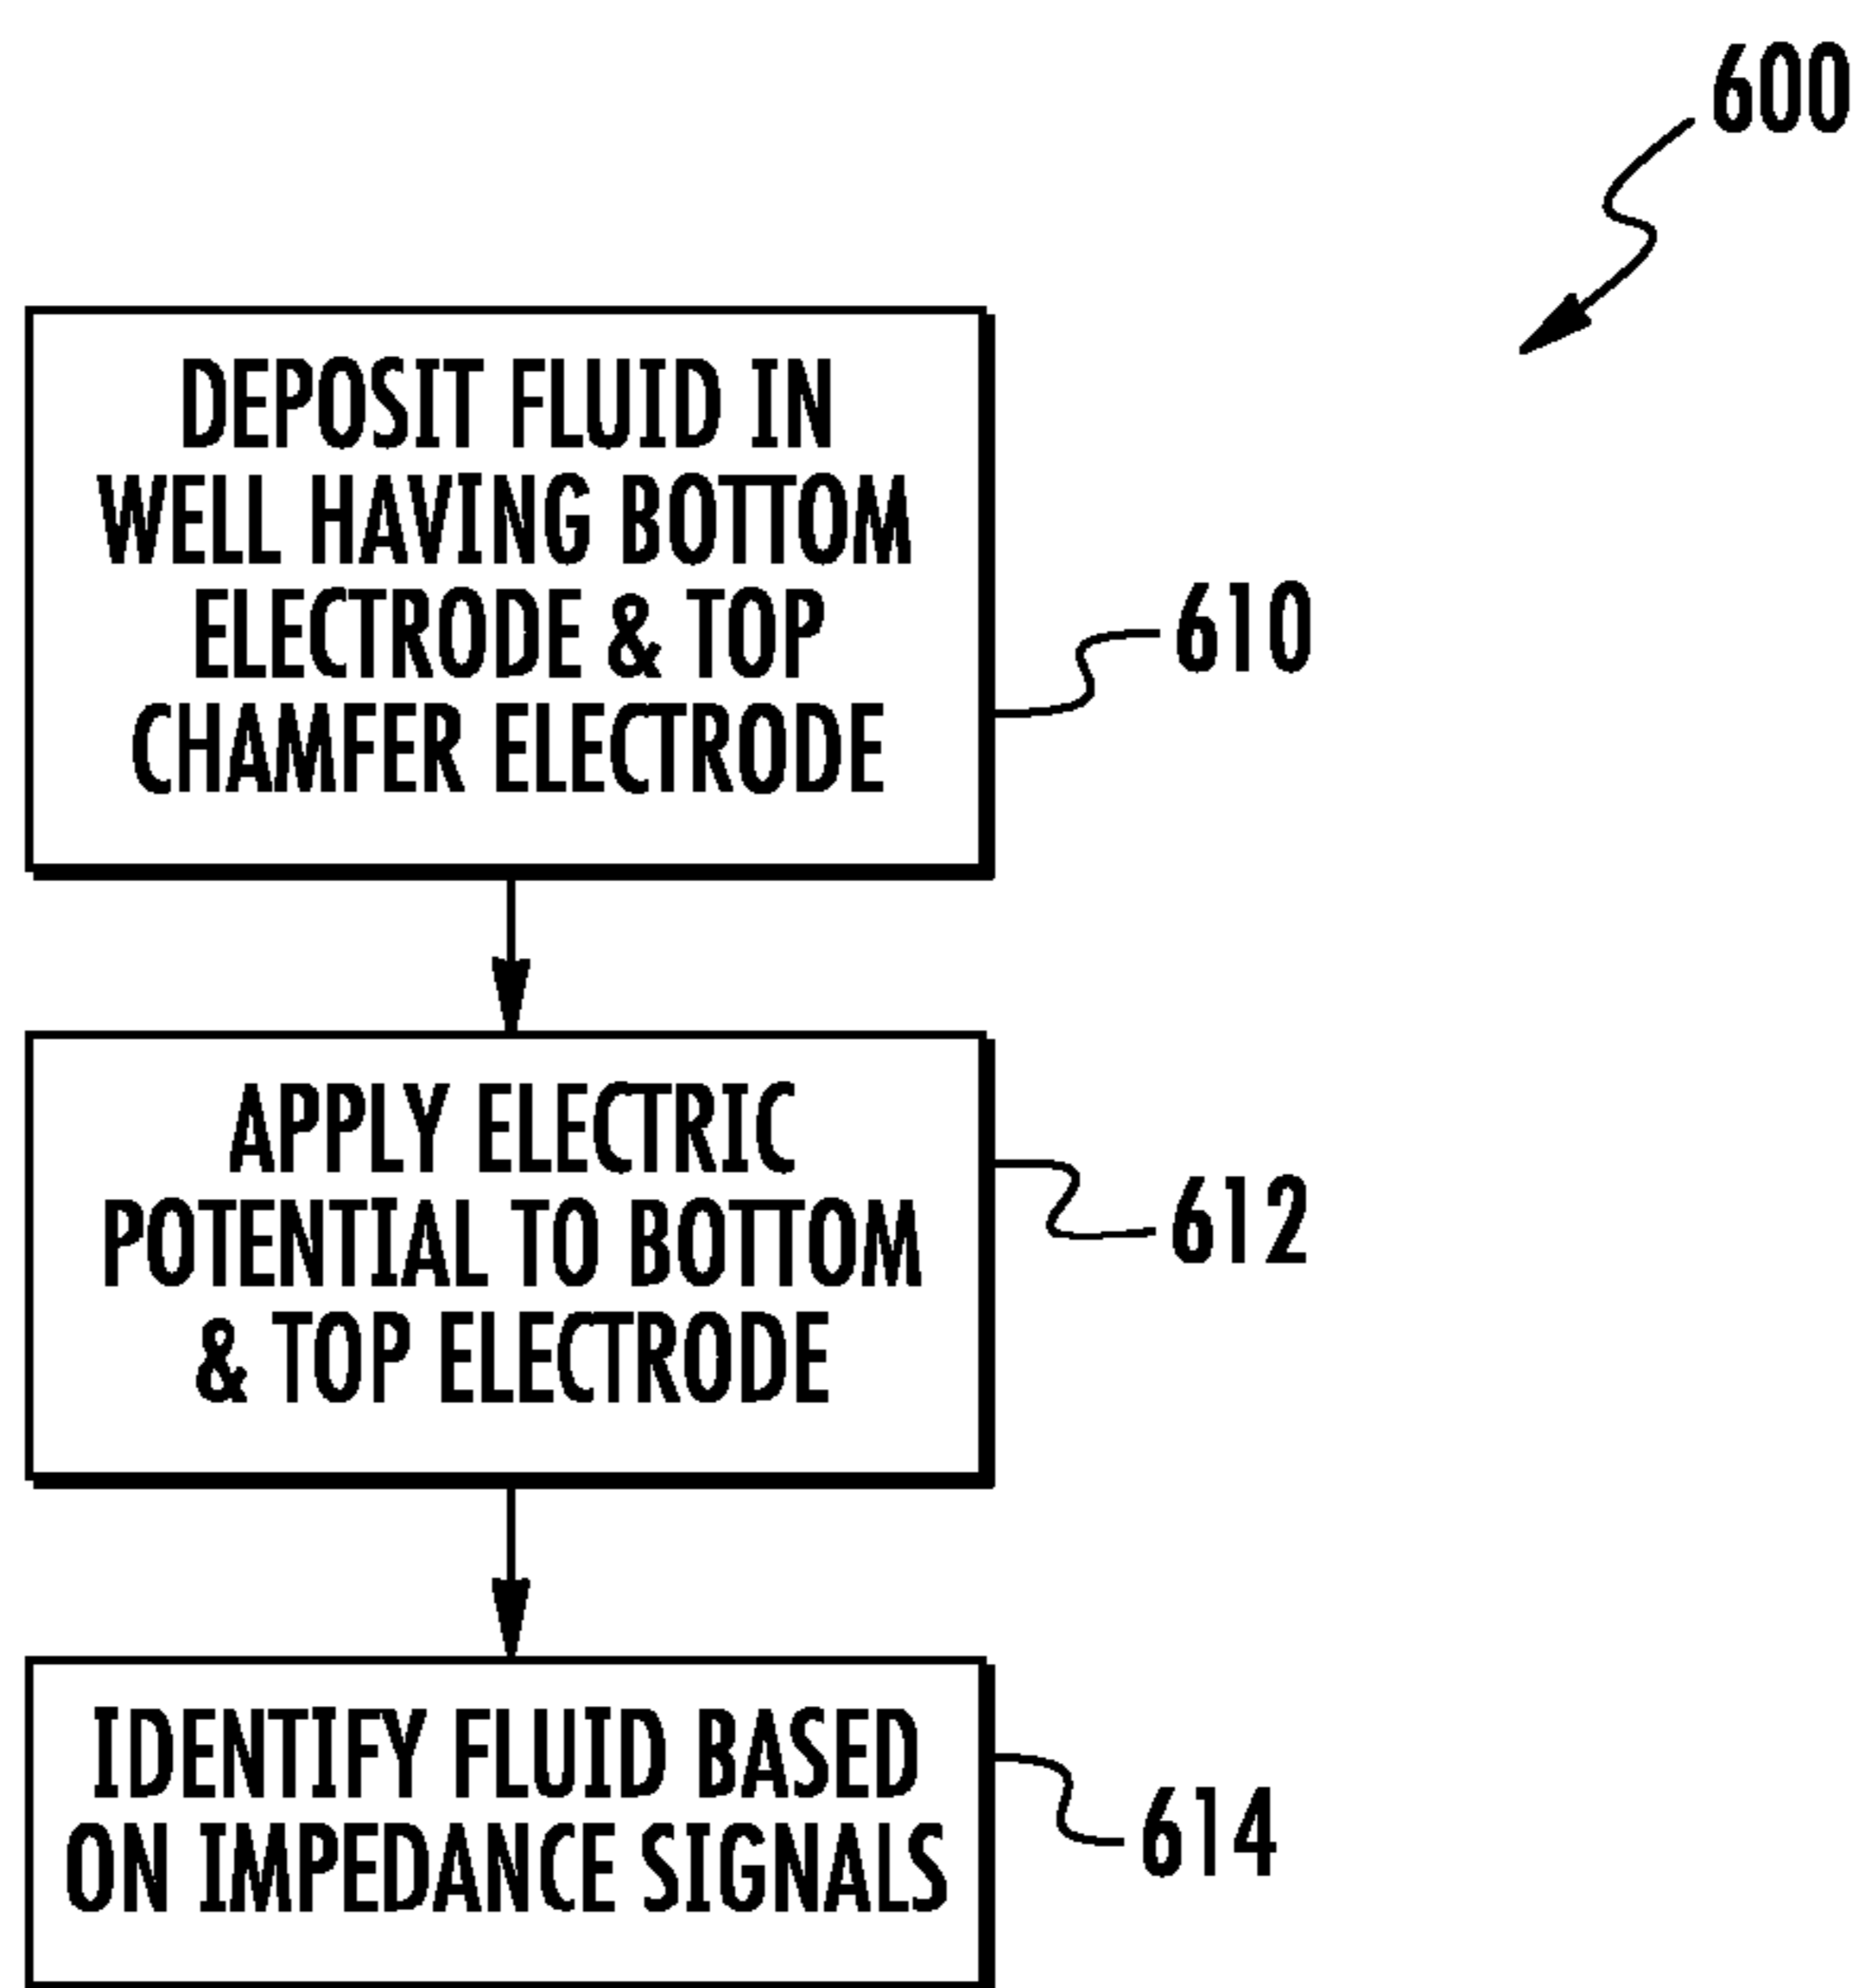 600
DEPOSIT FLUID IN
WELL HAVING BOTTOM
ELECTRODE & TOP
CHAMFER ELECTRODE
610
APPLY ELECTRIC
POTENTIAL TO BOTTOM
& TOP ELECTRODE
612
IDENTIFY FLUID BASED
ON IMPEDANCE SIGNALS
614